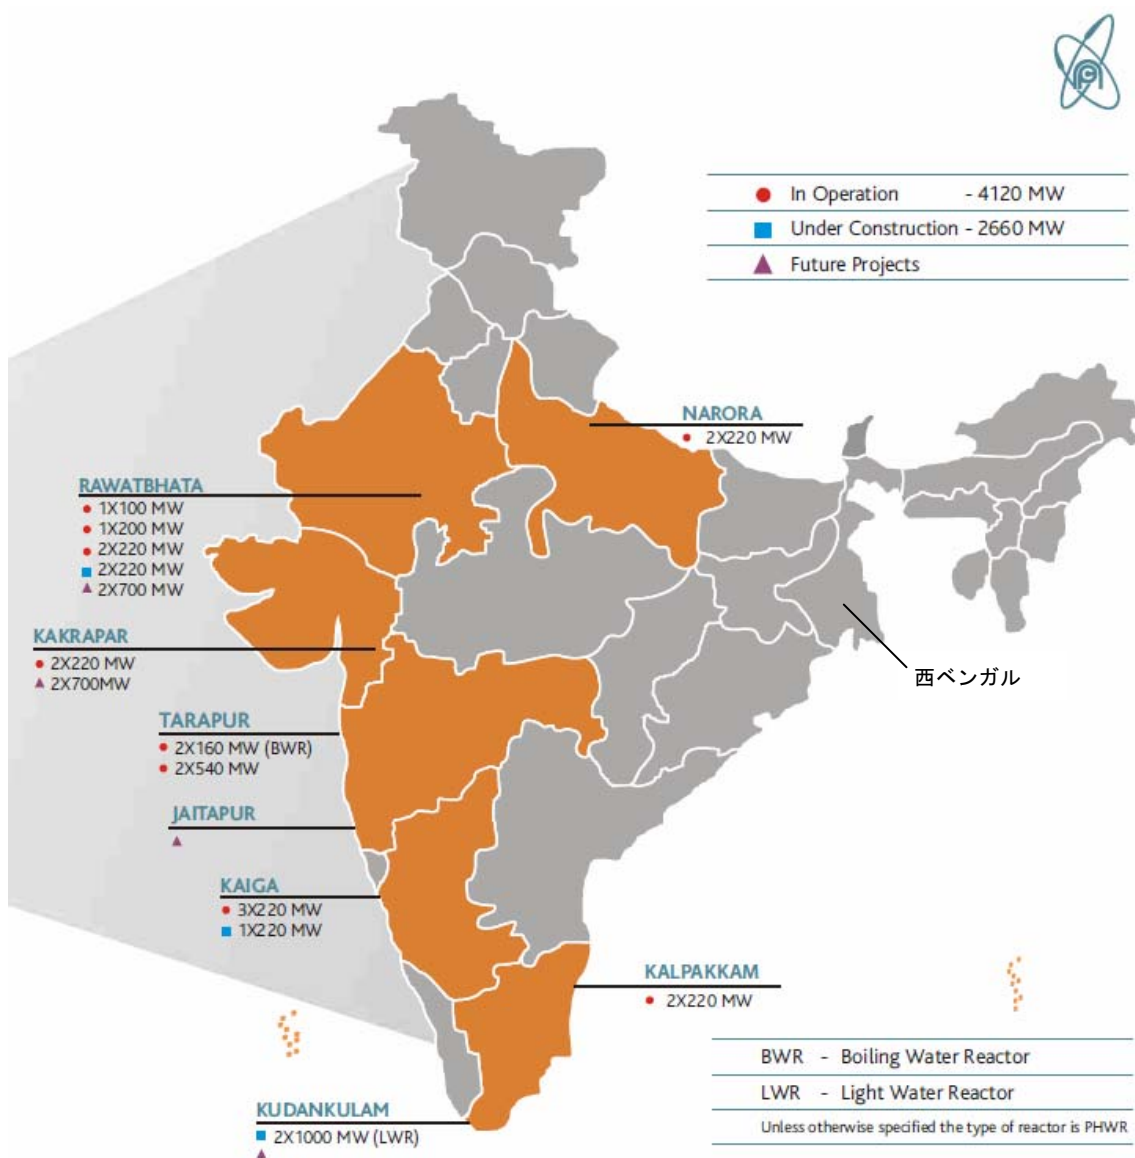 ● In Operation - 4120 MW
■ Under Construction - 2660 MW
▲ Future Projects
NARORA
● 2X220 MW
RAWATBHATA
● 1X100 MW
● 1X200 MW
● 2X220 MW
■ 2X220 MW
▲ 2X700 MW
KAKRAPAR
● 2X220 MW
▲ 2X700MW
西ベンガル
TARAPUR
● 2X160 MW (BWR)
● 2X540 MW
JAITAPUR
▲
KAIGA
● 3X220 MW
■ 1X220 MW
KALPAKKAM
● 2X220 MW
KUDANKULAM
■ 2X1000 MW (LWR)
▲
BWR - Boiling Water Reactor
LWR - Light Water Reactor
Unless otherwise specified the type of reactor is PHWR